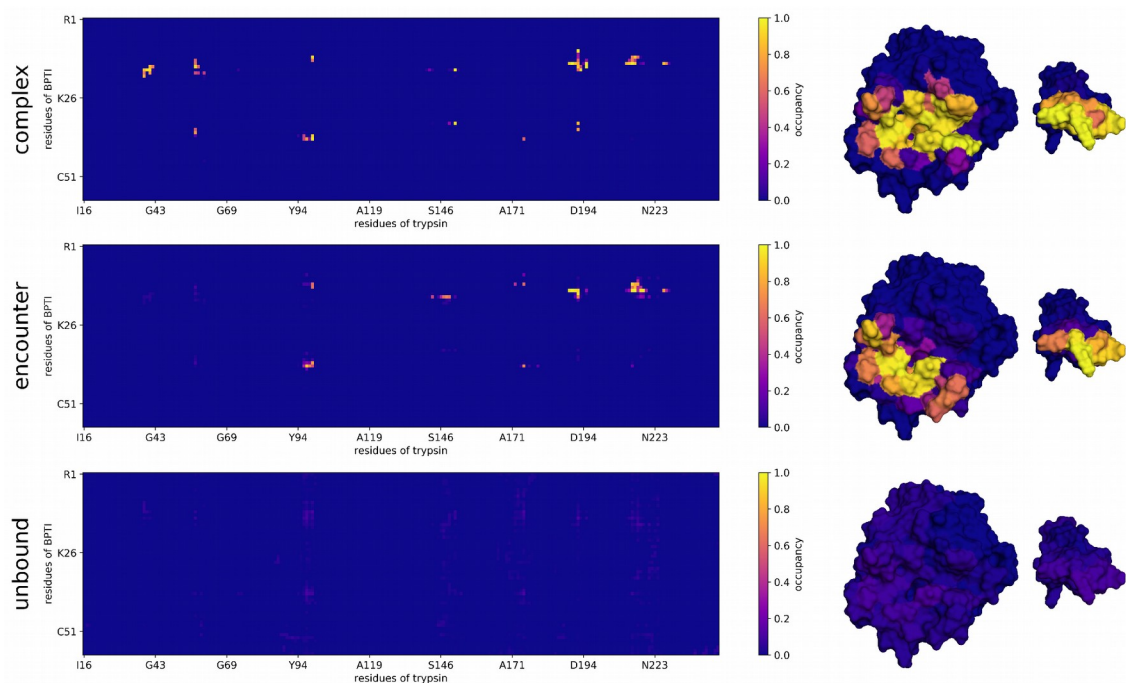 complex
residues of BPTI
R1
K26
C51
I16 G43 G69 Y94 A119 S146 A171 D194 N223
residues of trypsin
1.0
0.8
0.6
0.4
0.2
0.0
occupancy
encounter
residues of BPTI
R1
K26
C51
I16 G43 G69 Y94 A119 S146 A171 D194 N223
residues of trypsin
1.0
0.8
0.6
0.4
0.2
0.0
occupancy
unbound
residues of BPTI
R1
K26
C51
I16 G43 G69 Y94 A119 S146 A171 D194 N223
residues of trypsin
1.0
0.8
0.6
0.4
0.2
0.0
occupancy